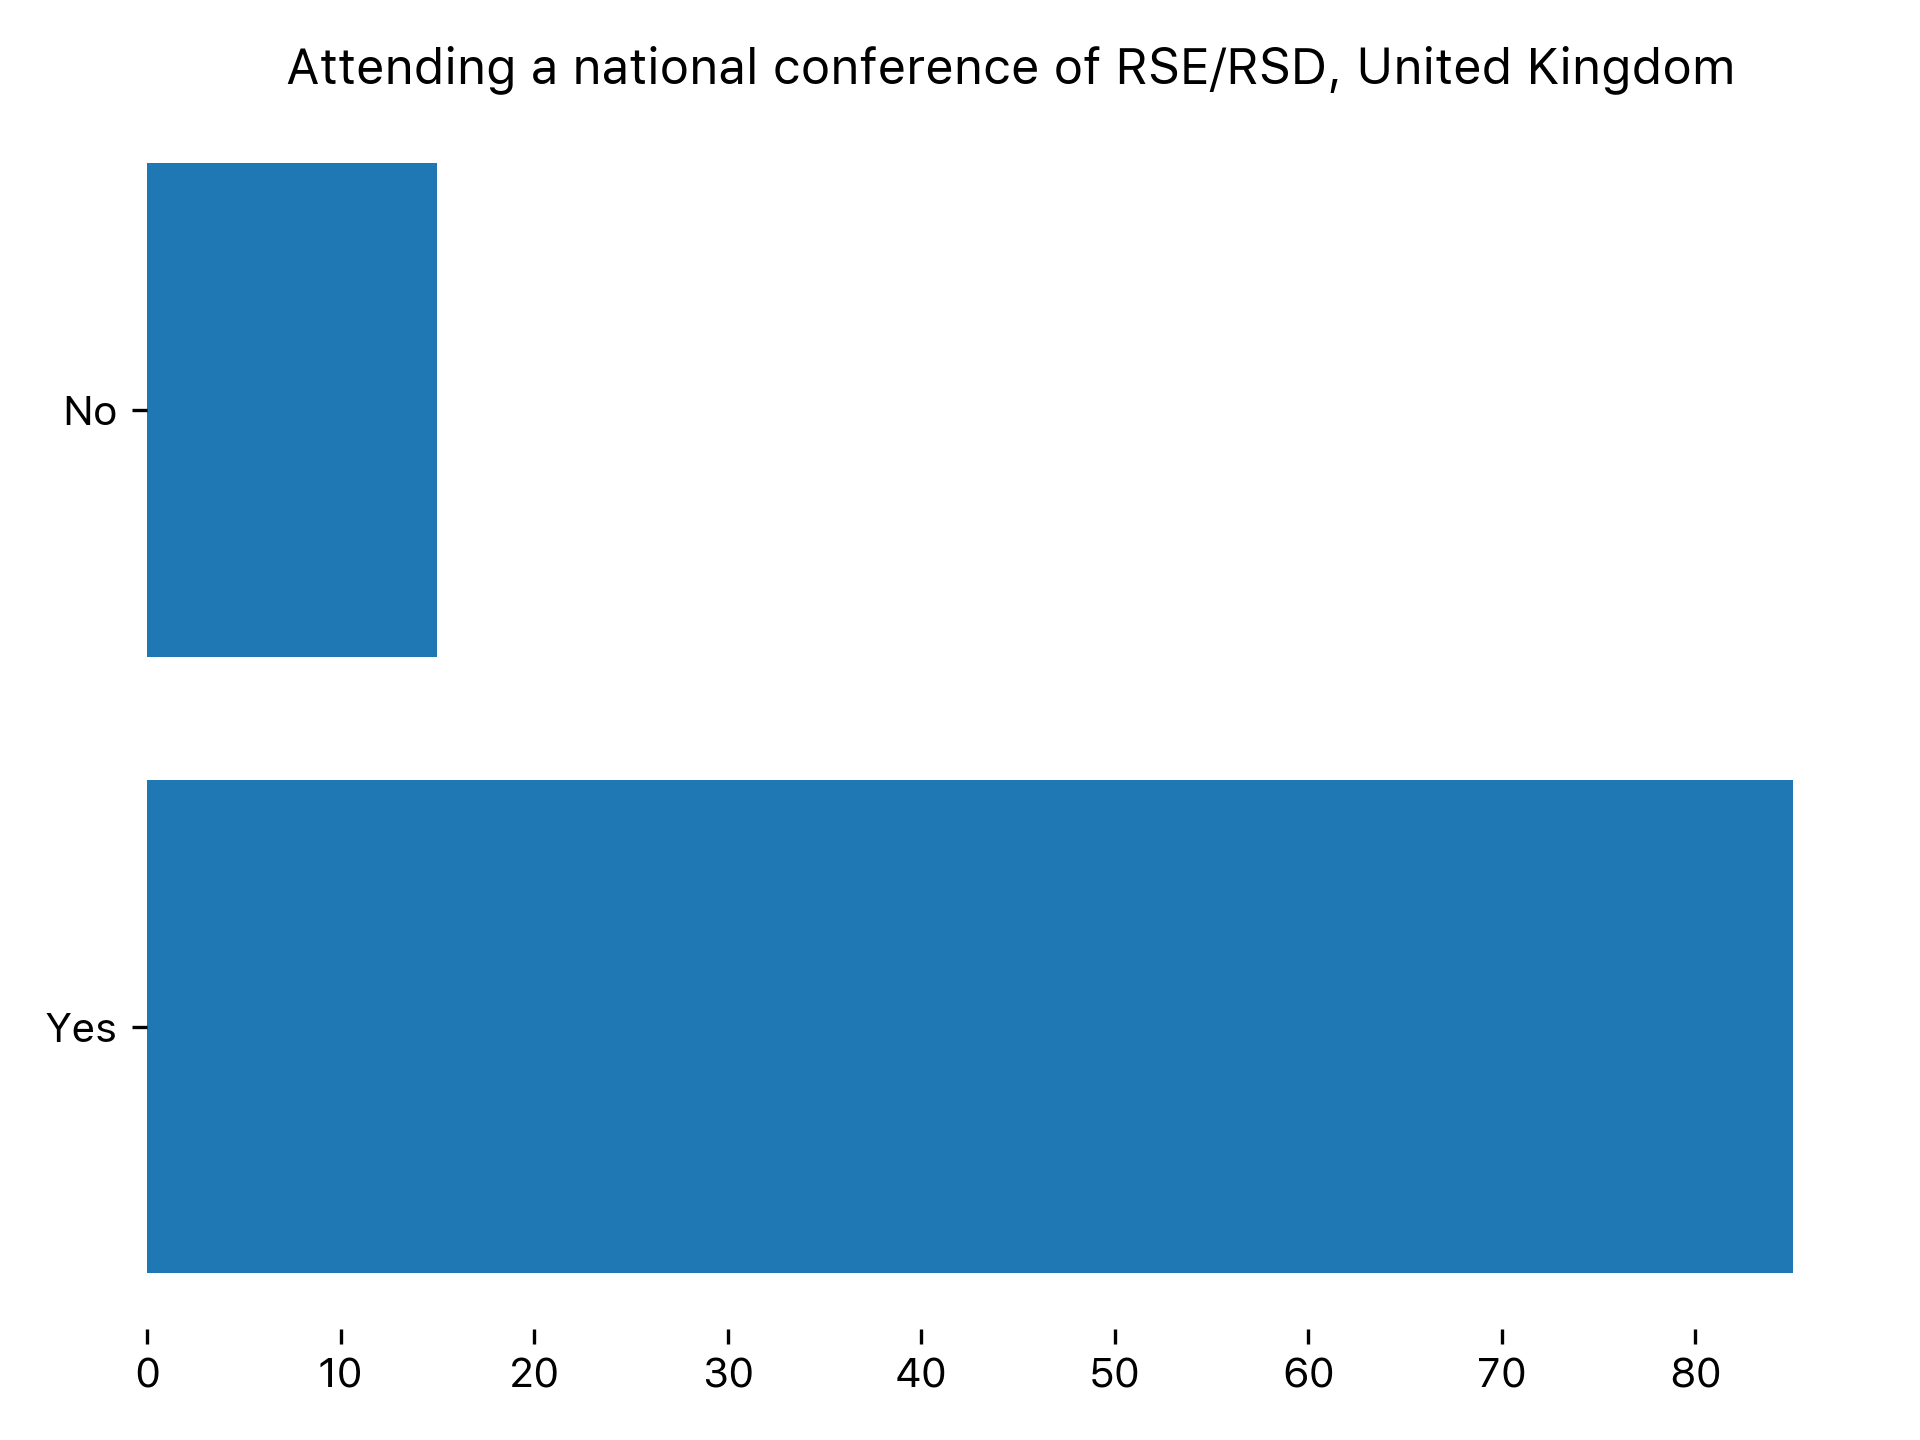 Attending a national conference of RSE/RSD, United Kingdom
No
Yes
0 10 20 30 40 50 60 70 80